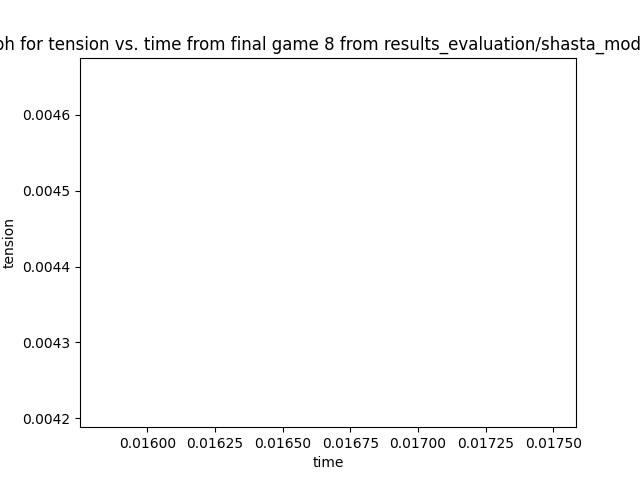 ph for tension vs. time from final game 8 from results_evaluation/shasta_mod
0.0046
0.0045
0.0044
0.0043
0.0042
tension
0.01600 0.01625 0.01650 0.01675 0.01700 0.01725 0.01750
time